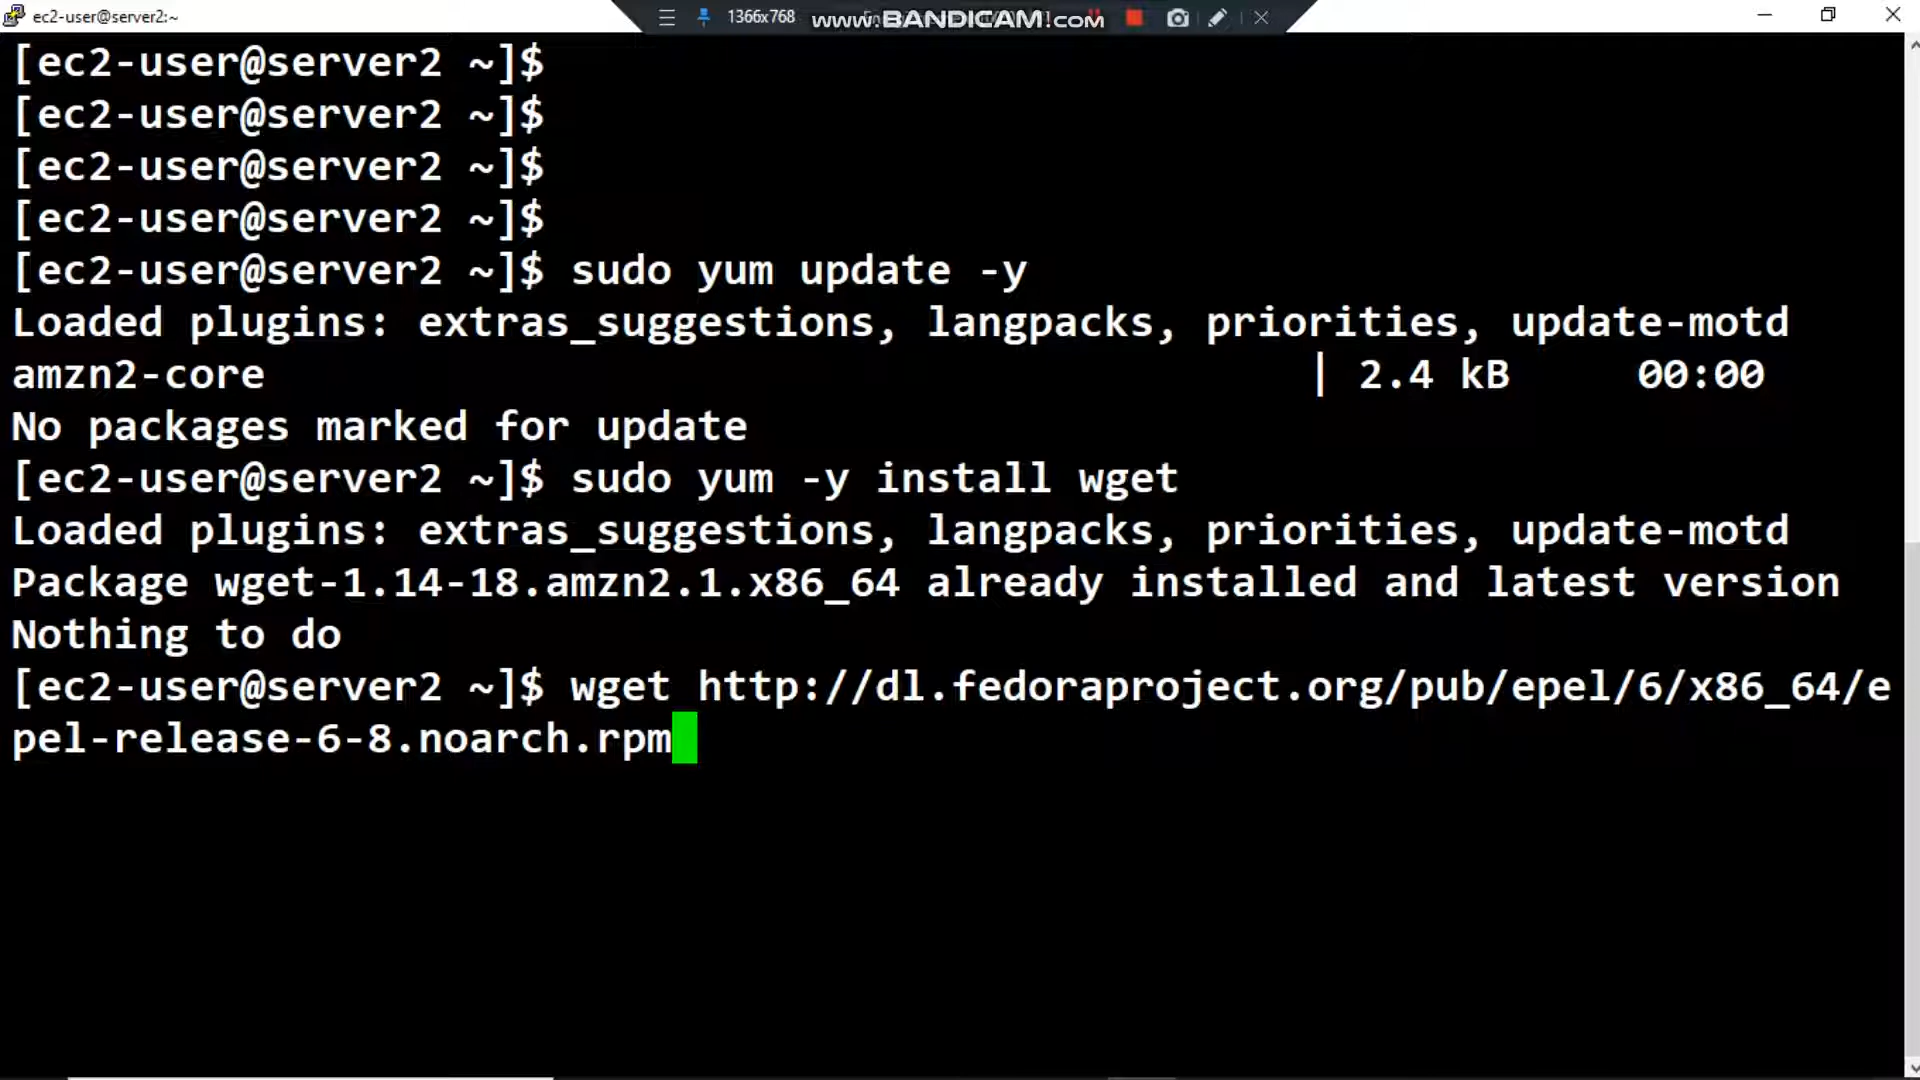 ec2-user@server2:~
1366x768
www.BANDICAM.com
[ec2-user@server2 ~]$
[ec2-user@server2 ~]$
[ec2-user@server2 ~]$
[ec2-user@server2 ~]$
[ec2-user@server2 ~]$ sudo yum update -y
Loaded plugins: extras_suggestions, langpacks, priorities, update-motd
amzn2-core | 2.4 kB 00:00
No packages marked for update
[ec2-user@server2 ~]$ sudo yum -y install wget
Loaded plugins: extras_suggestions, langpacks, priorities, update-motd
Package wget-1.14-18.amzn2.1.x86_64 already installed and latest version
Nothing to do
[ec2-user@server2 ~]$ wget http://dl.fedoraproject.org/pub/epel/6/x86_64/e
pel-release-6-8.noarch.rpm